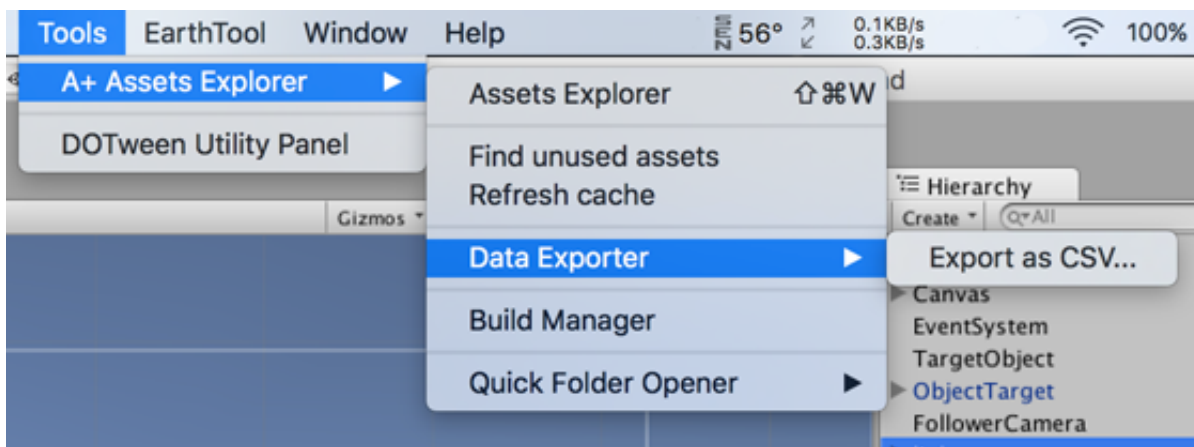 Tools EarthTool Window Help SEN 56° 0.1KB/s 100%
0.3KB/s
A+ Assets Explorer
DOTween Utility Panel
Assets Explorer ⇧⌘W
Find unused assets
Refresh cache
Data Exporter
Build Manager
Quick Folder Opener
Export as CSV...
Gizmos
Hierarchy
Create All
Canvas
EventSystem
TargetObject
ObjectTarget
FollowerCamera